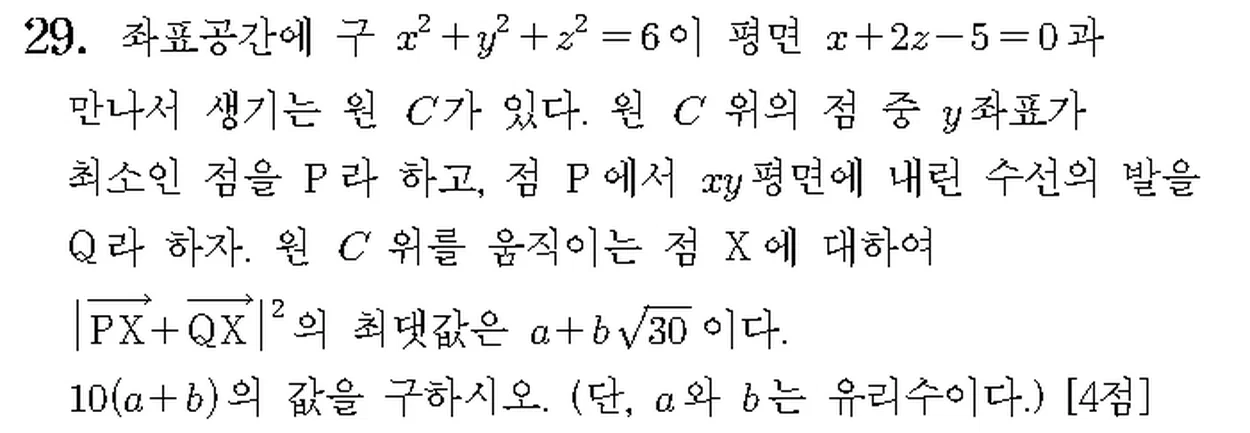 29. 좌표공간에 구 x²+y²+z²=6이 평면 x+2z-5=0과
만나서 생기는 원 C가 있다. 원 C 위의 점 중 y좌표가
최소인 점을 P라 하고, 점 P에서 xy평면에 내린 수선의 발을
Q라 하자. 원 C 위를 움직이는 점 X에 대하여
|\overrightarrow{PX}+\overrightarrow{QX}|²의 최댓값은 a+b√30이다.
10(a+b)의 값을 구하시오. (단, a와 b는 유리수이다.) [4점]